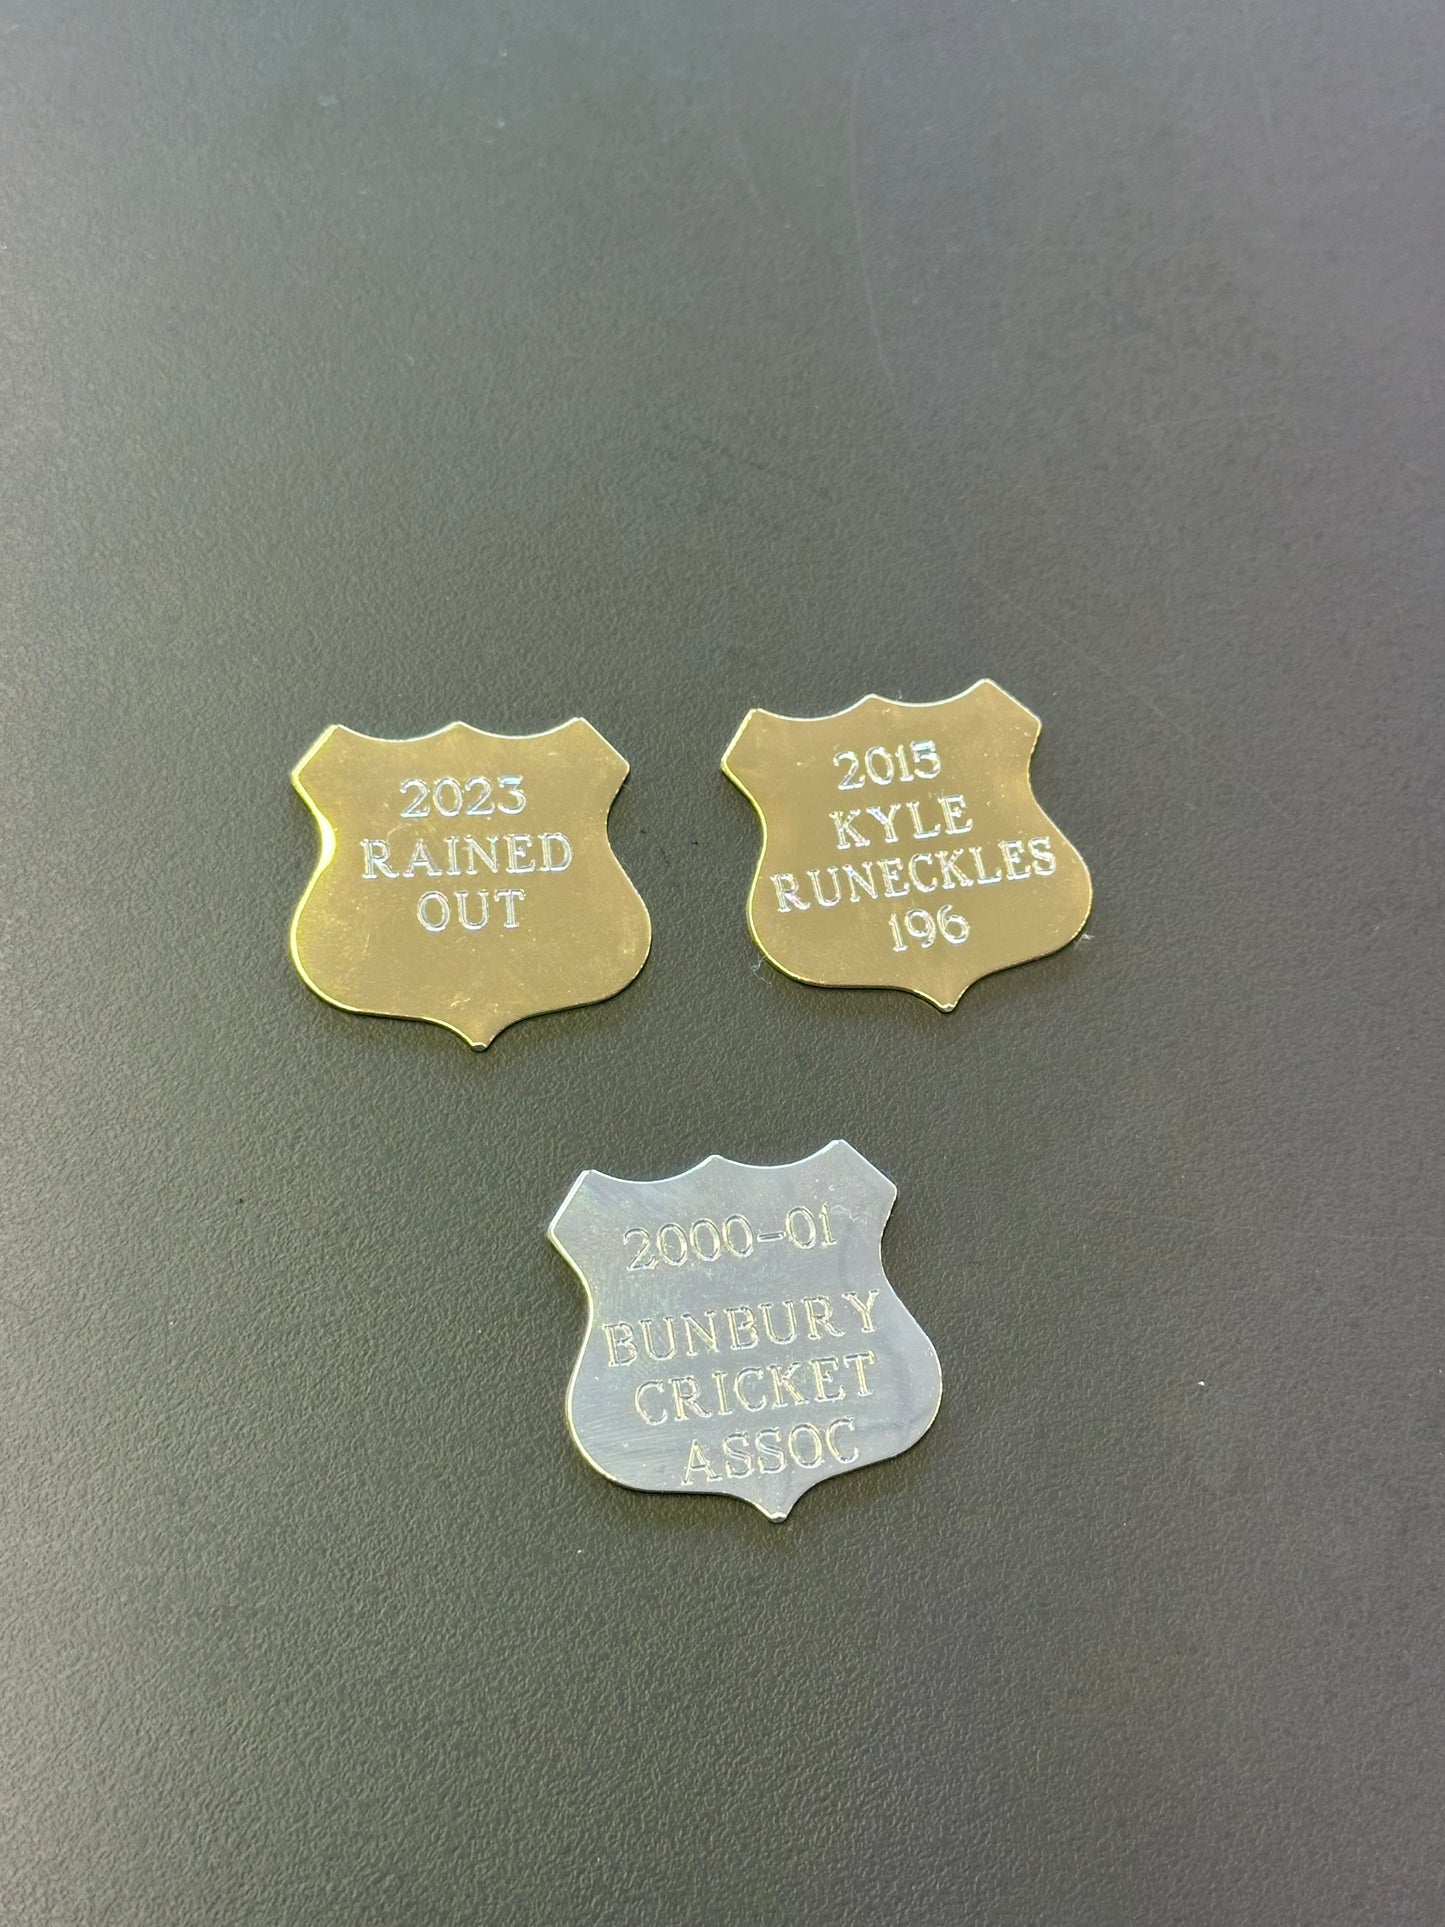 2023
RAINED
OUT
2015
KYLE
RUNECKLES
196
2000-01
BUNBURY
CRICKET
ASSOC